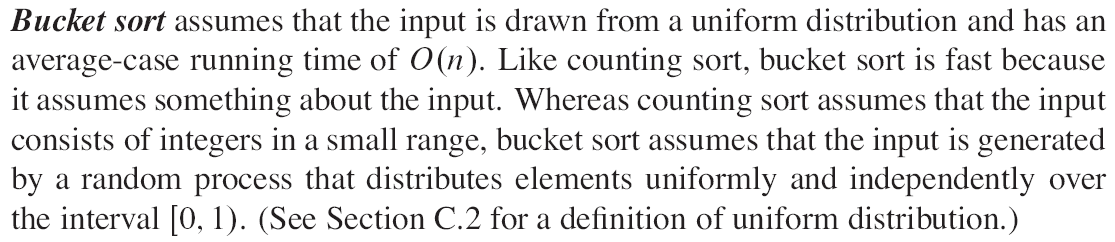 Bucket sort assumes that the input is drawn from a uniform distribution and has an
average-case running time of O(n). Like counting sort, bucket sort is fast because
it assumes something about the input. Whereas counting sort assumes that the input
consists of integers in a small range, bucket sort assumes that the input is generated
by a random process that distributes elements uniformly and independently over
the interval [0, 1). (See Section C.2 for a definition of uniform distribution.)